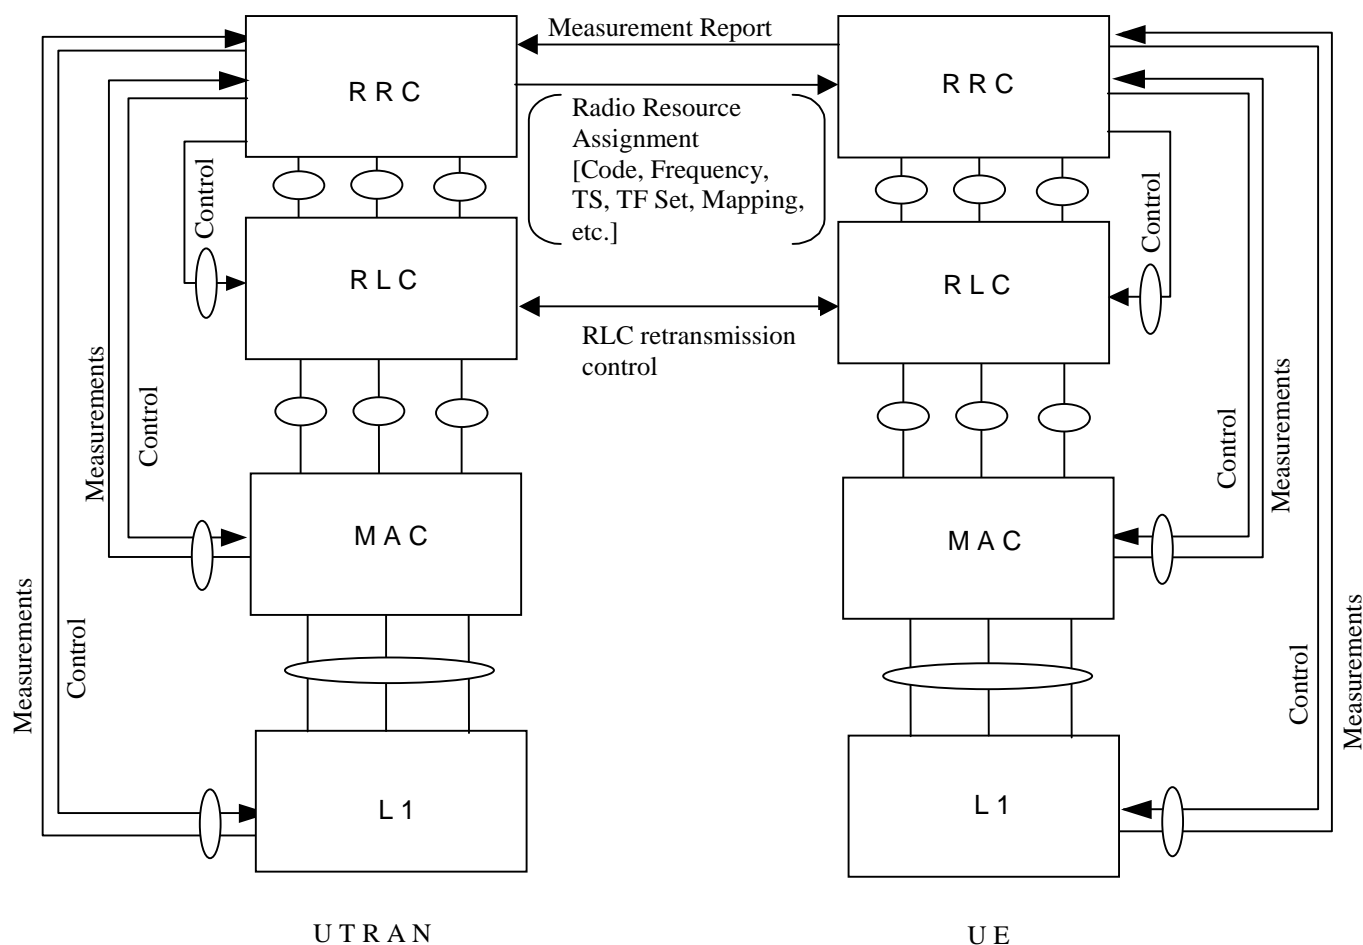 Measurement Report
R R C
R R C
Radio Resource
Assignment
[Code, Frequency,
TS, TF Set, Mapping,
etc.]
Control
Control
R L C
R L C
RLC retransmission
control
Measurements
Control
Control
Measurements
M A C
M A C
Measurements
Control
Control
Measurements
L 1
L 1
U T R A N
U E